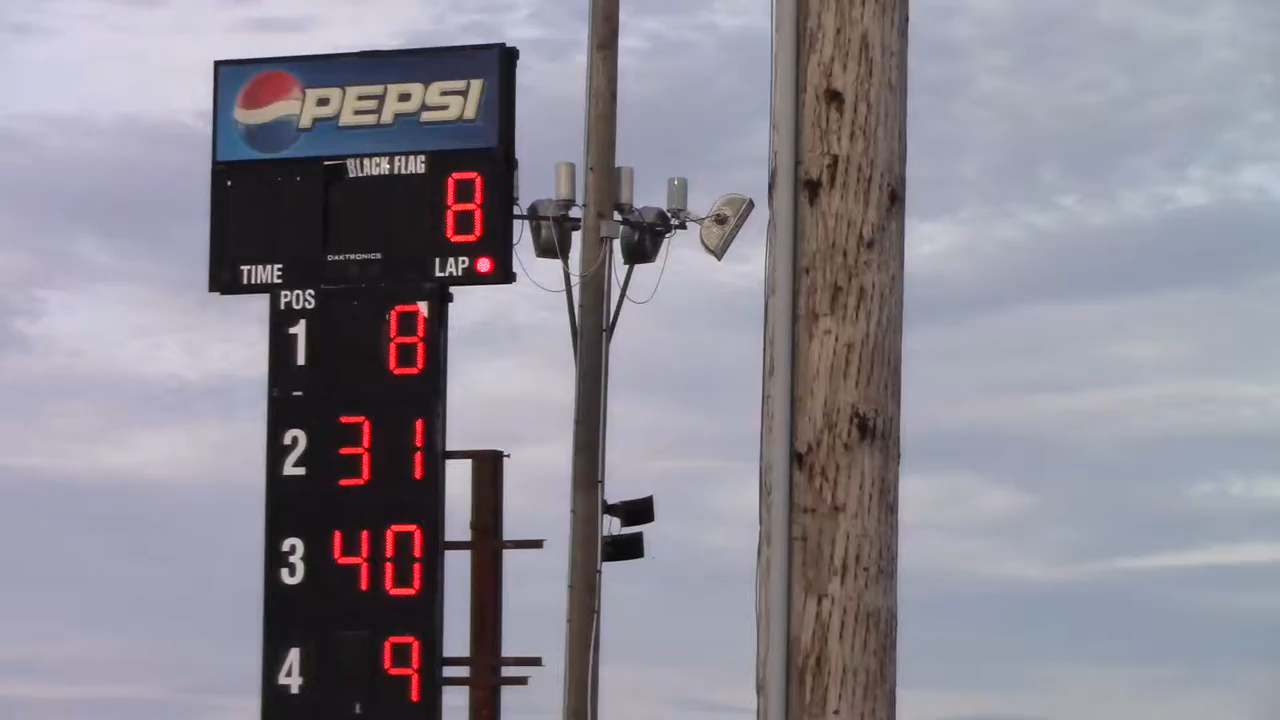 PEPSI
BLACK FLAG
8
DAKTRONICS
TIME
LAP
POS
1 8
2 31
3 40
4 9